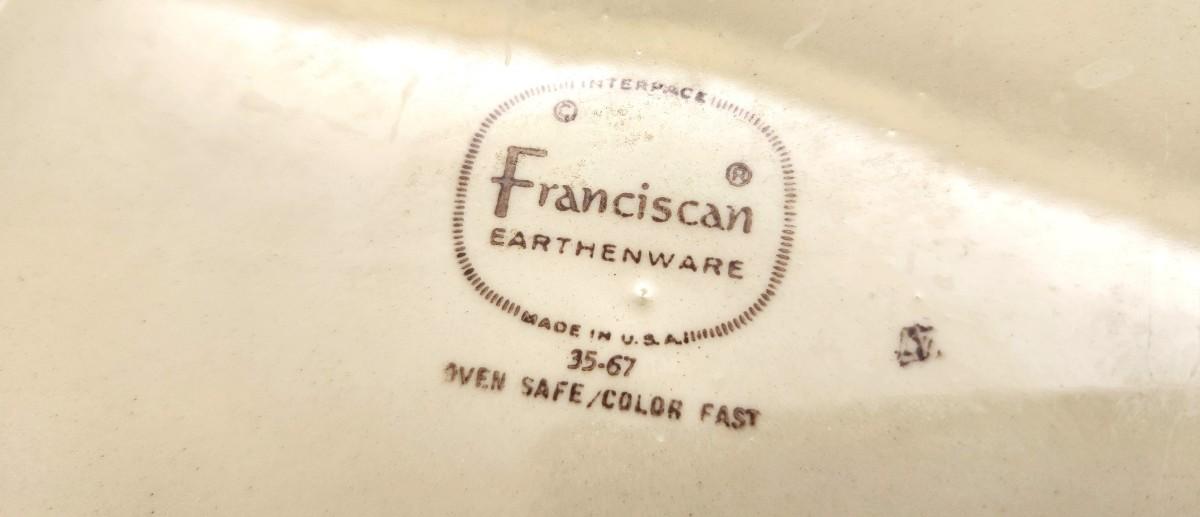 INTERPACE
©
®
Franciscan
EARTHENWARE
MADE IN U.S.A.
35-67
OVEN SAFE/COLOR FAST